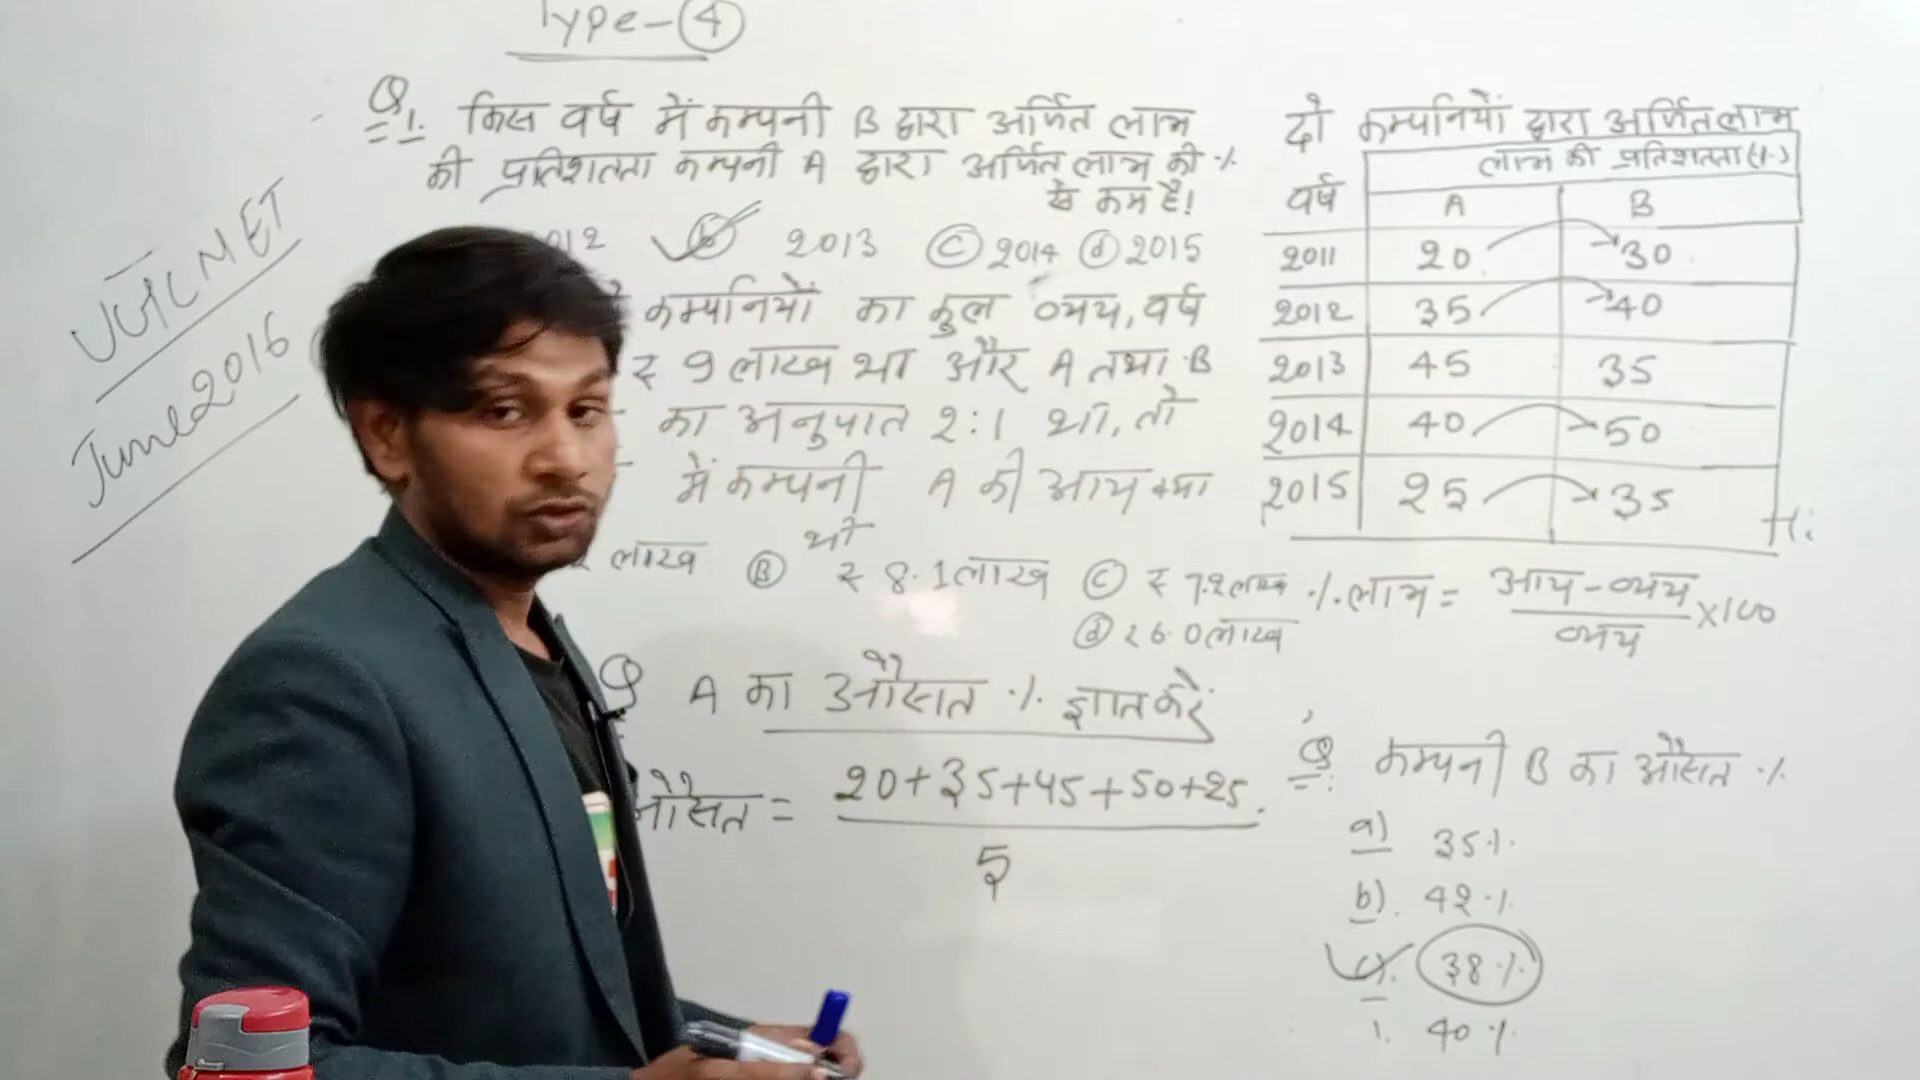 Type-4
Q1. किस वर्ष में कम्पनी B द्वारा अर्जित लाभ
की प्रतिशतता कम्पनी A द्वारा अर्जित लाभ की %
से कम है!
012 (b) 2013 (C) 2014 (d) 2015
कम्पनियों का कुल व्यय, वर्ष
₹ 9 लाख था और A तथा B
का अनुपात 2:1 था, तो
में कम्पनी A की आय क्या
थी
लाख (B) ₹ 8.1 लाख (C) ₹ 7.2 लाख
(d) ₹ 6.0 लाख
Q A का औसत % ज्ञात करें
औसत = 20+35+45+50+25
5
UGC NET
June 2016
दो कम्पनियों द्वारा अर्जित लाभ
लाभ की प्रतिशतता (%)
वर्ष A B
2011 20 30
2012 35 40
2013 45 35
2014 40 50
2015 25 35
% लाभ = आय - व्यय ×100
व्यय
Q कम्पनी B का औसत %
a) 35%
b). 42%
c). 38%
40%